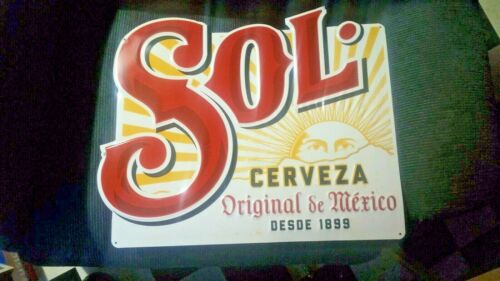 SOL.
CERVEZA
Original de México
DESDE 1899